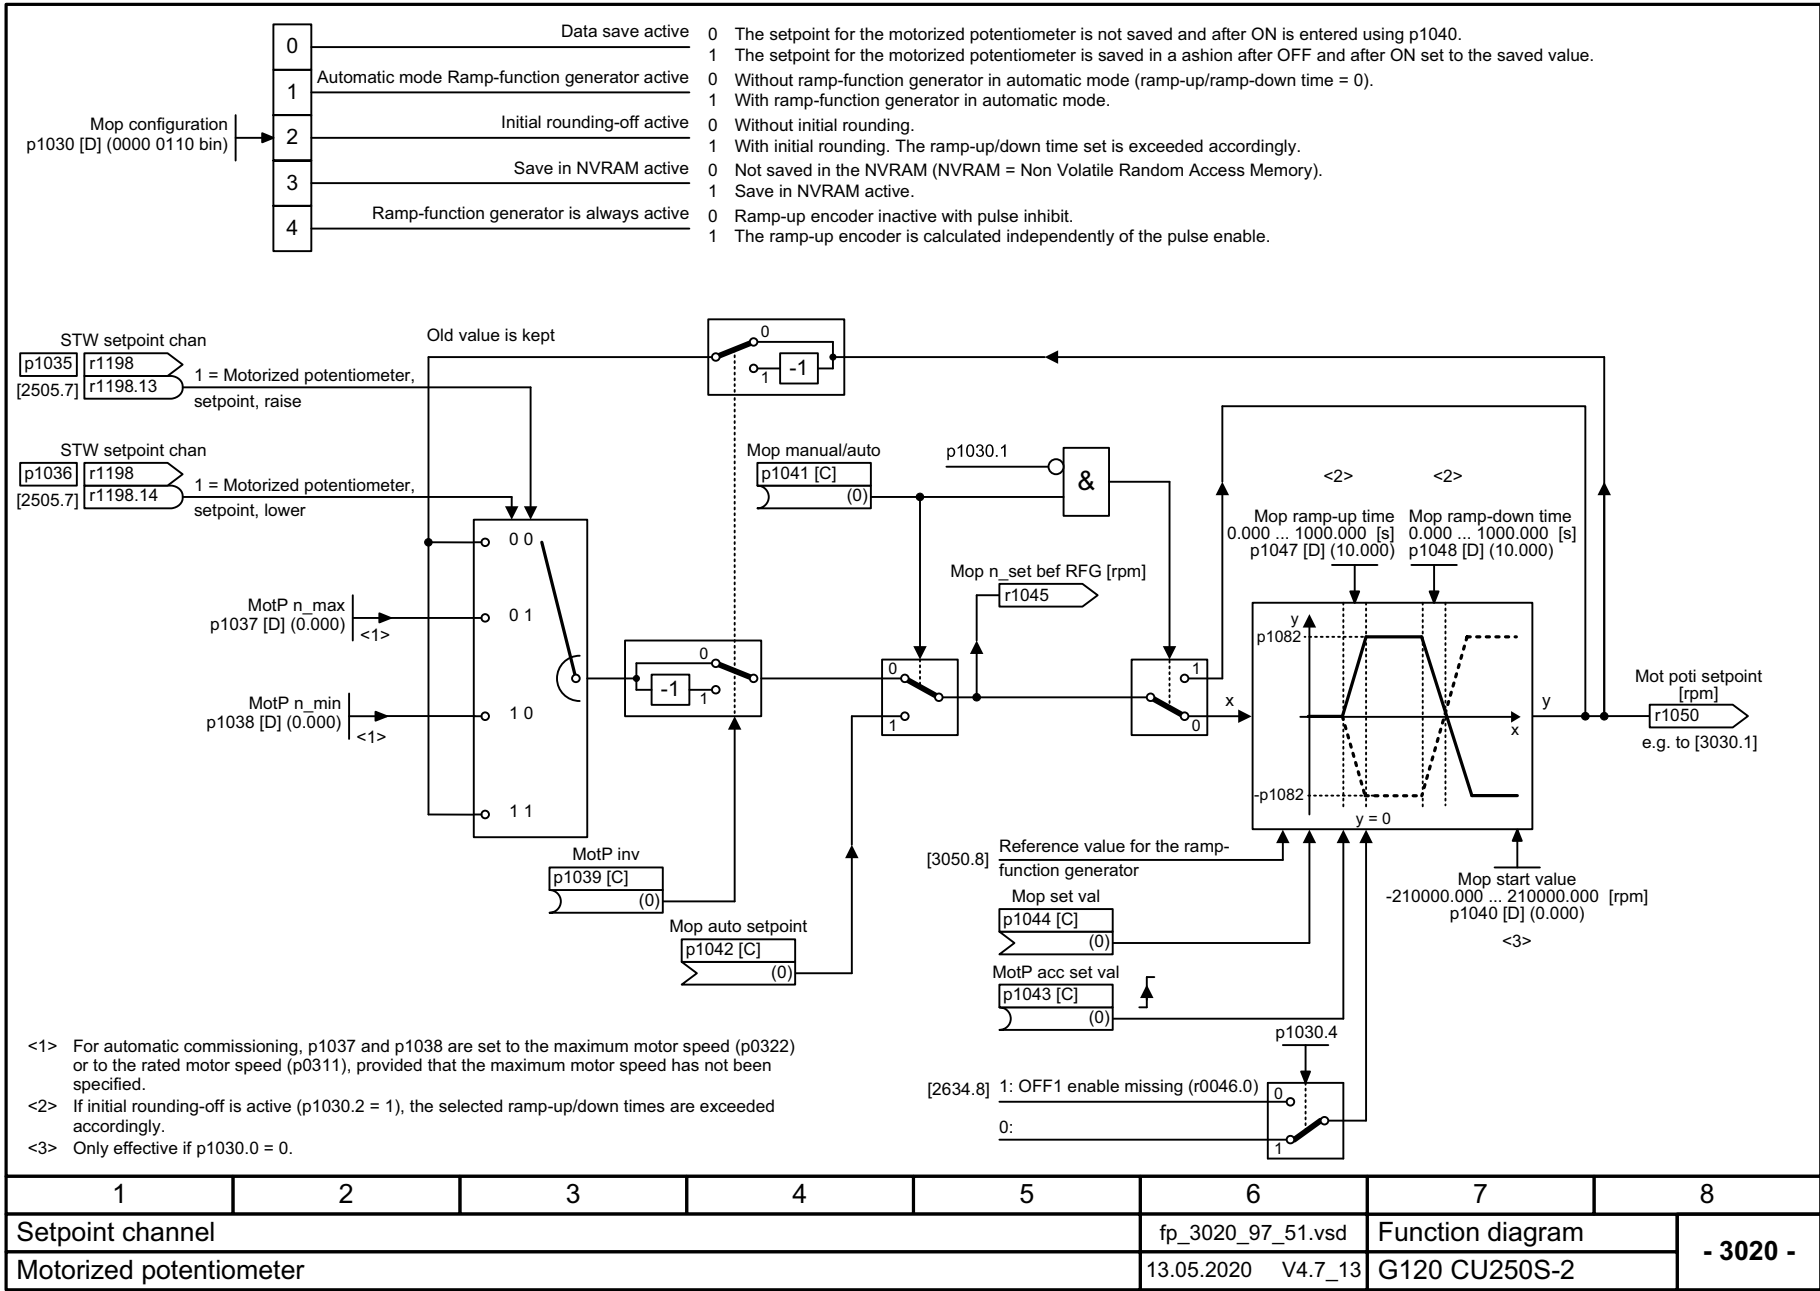 Data save active
0 The setpoint for the motorized potentiometer is not saved and after ON is entered using p1040.
1 The setpoint for the motorized potentiometer is saved in a ashion after OFF and after ON set to the saved value.
0
Automatic mode Ramp-function generator active
0 Without ramp-function generator in automatic mode (ramp-up/ramp-down time = 0).
1 With ramp-function generator in automatic mode.
1
Mop configuration
p1030 [D] (0000 0110 bin)
Initial rounding-off active
0 Without initial rounding.
1 With initial rounding. The ramp-up/down time set is exceeded accordingly.
2
Save in NVRAM active
0 Not saved in the NVRAM (NVRAM = Non Volatile Random Access Memory).
1 Save in NVRAM active.
3
Ramp-function generator is always active
0 Ramp-up encoder inactive with pulse inhibit.
1 The ramp-up encoder is calculated independently of the pulse enable.
4
STW setpoint chan
p1035 r1198
[2505.7] r1198.13
1 = Motorized potentiometer,
setpoint, raise
Old value is kept
0
1
-1
STW setpoint chan
p1036 r1198
[2505.7] r1198.14
1 = Motorized potentiometer,
setpoint, lower
Mop manual/auto
p1041 [C]
(0)
p1030.1
&
<2>
<2>
Mop ramp-up time
0.000 ... 1000.000 [s]
p1047 [D] (10.000)
Mop ramp-down time
0.000 ... 1000.000 [s]
p1048 [D] (10.000)
0 0
0 1
1 0
1 1
MotP n_max
p1037 [D] (0.000)
<1>
MotP n_min
p1038 [D] (0.000)
<1>
0
-1
1
Mop n_set bef RFG [rpm]
r1045
0
1
1
0
x
y
p1082
x
-p1082
y = 0
y
Mot poti setpoint
[rpm]
r1050
e.g. to [3030.1]
MotP inv
p1039 [C]
(0)
Mop auto setpoint
p1042 [C]
(0)
[3050.8]
Reference value for the ramp-
function generator
Mop set val
p1044 [C]
(0)
MotP acc set val
p1043 [C]
(0)
Mop start value
-210000.000 ... 210000.000 [rpm]
p1040 [D] (0.000)
<3>
p1030.4
[2634.8] 1: OFF1 enable missing (r0046.0)
0:
0
1
<1> For automatic commissioning, p1037 and p1038 are set to the maximum motor speed (p0322)
or to the rated motor speed (p0311), provided that the maximum motor speed has not been
specified.
<2> If initial rounding-off is active (p1030.2 = 1), the selected ramp-up/down times are exceeded
accordingly.
<3> Only effective if p1030.0 = 0.
1 2 3 4 5 6 7 8
Setpoint channel
fp_3020_97_51.vsd
Function diagram
- 3020 -
Motorized potentiometer
13.05.2020 V4.7_13
G120 CU250S-2